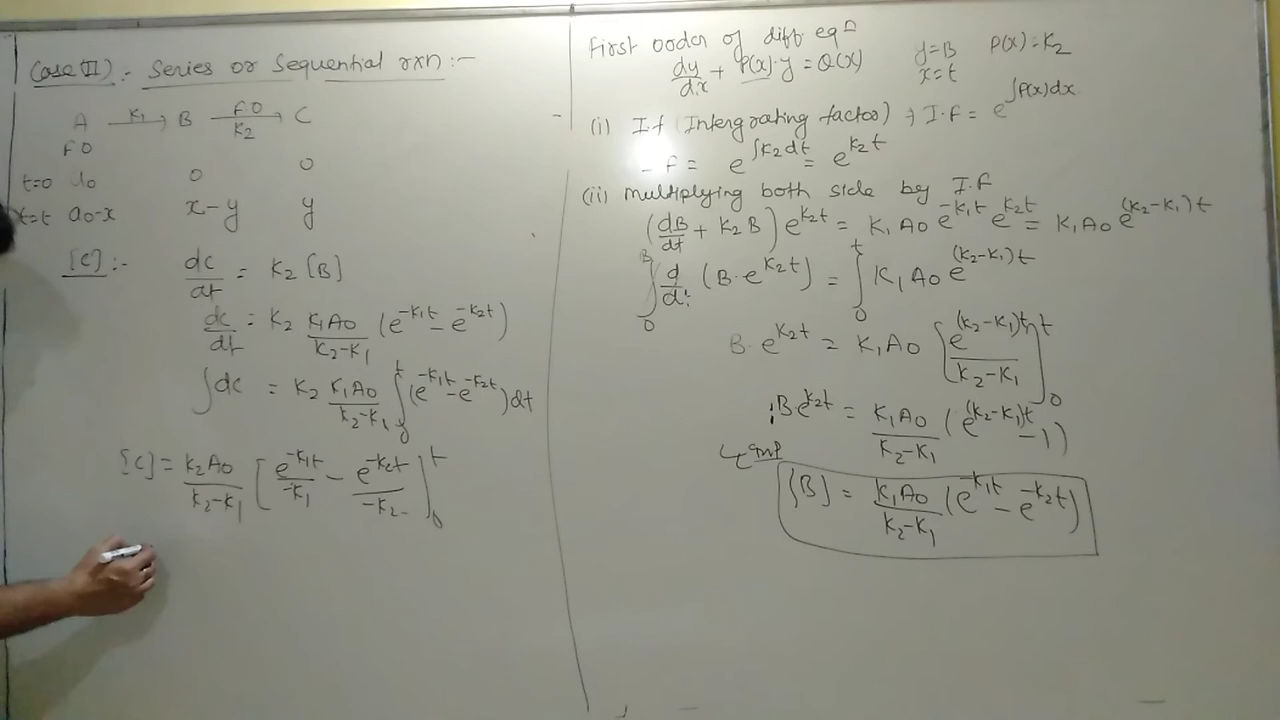 Case II) :- Series or Sequential rxn :-
A —K₁→ B —F.O/K₂→ C
F O
t=0 a₀ 0 0
t=t a₀-x x-y y
[C] :- dc/dt = K₂ [B]
dc/dt = K₂ K₁A₀/K₂-K₁ (e^-K₁t - e^-K₂t)
∫dc = K₂ K₁A₀/K₂-K₁ ∫₀^t (e^-K₁t - e^-K₂t) dt
[C] = K₂A₀/K₂-K₁ [e^-K₁t/-K₁ - e^-K₂t/-K₂]₀^t
First order of diff eqn
dy/dx + P(x)·y = Q(x) y=B P(x)=K₂
x=t
(i) I.f (Intergrating factor) ; I.F = e^∫P(x)dx
f = e^∫K₂dt = e^K₂t
(ii) multiplying both side by I.F
(dB/dt + K₂B) e^K₂t = K₁A₀ e^-K₁t e^K₂t = K₁A₀ e^(K₂-K₁)t
∫₀^B d/dt (B·e^K₂t) = ∫₀^t K₁A₀ e^(K₂-K₁)t
B·e^K₂t = K₁A₀ [e^(K₂-K₁)t/K₂-K₁]₀^t
Be^K₂t = K₁A₀/K₂-K₁ (e^(K₂-K₁)t - 1)
imp
[B] = K₁A₀/K₂-K₁ (e^-K₁t - e^-K₂t)